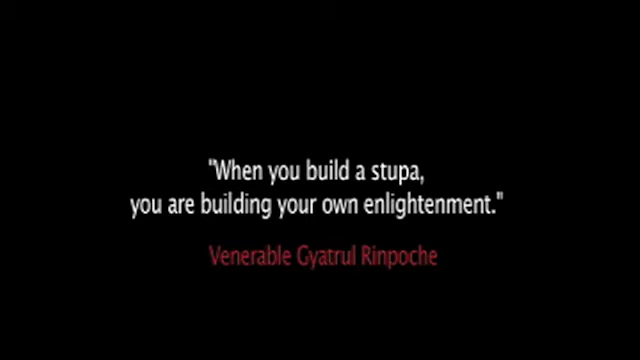 "When you build a stupa,
you are building your own enlightenment."
Venerable Gyatrul Rinpoche